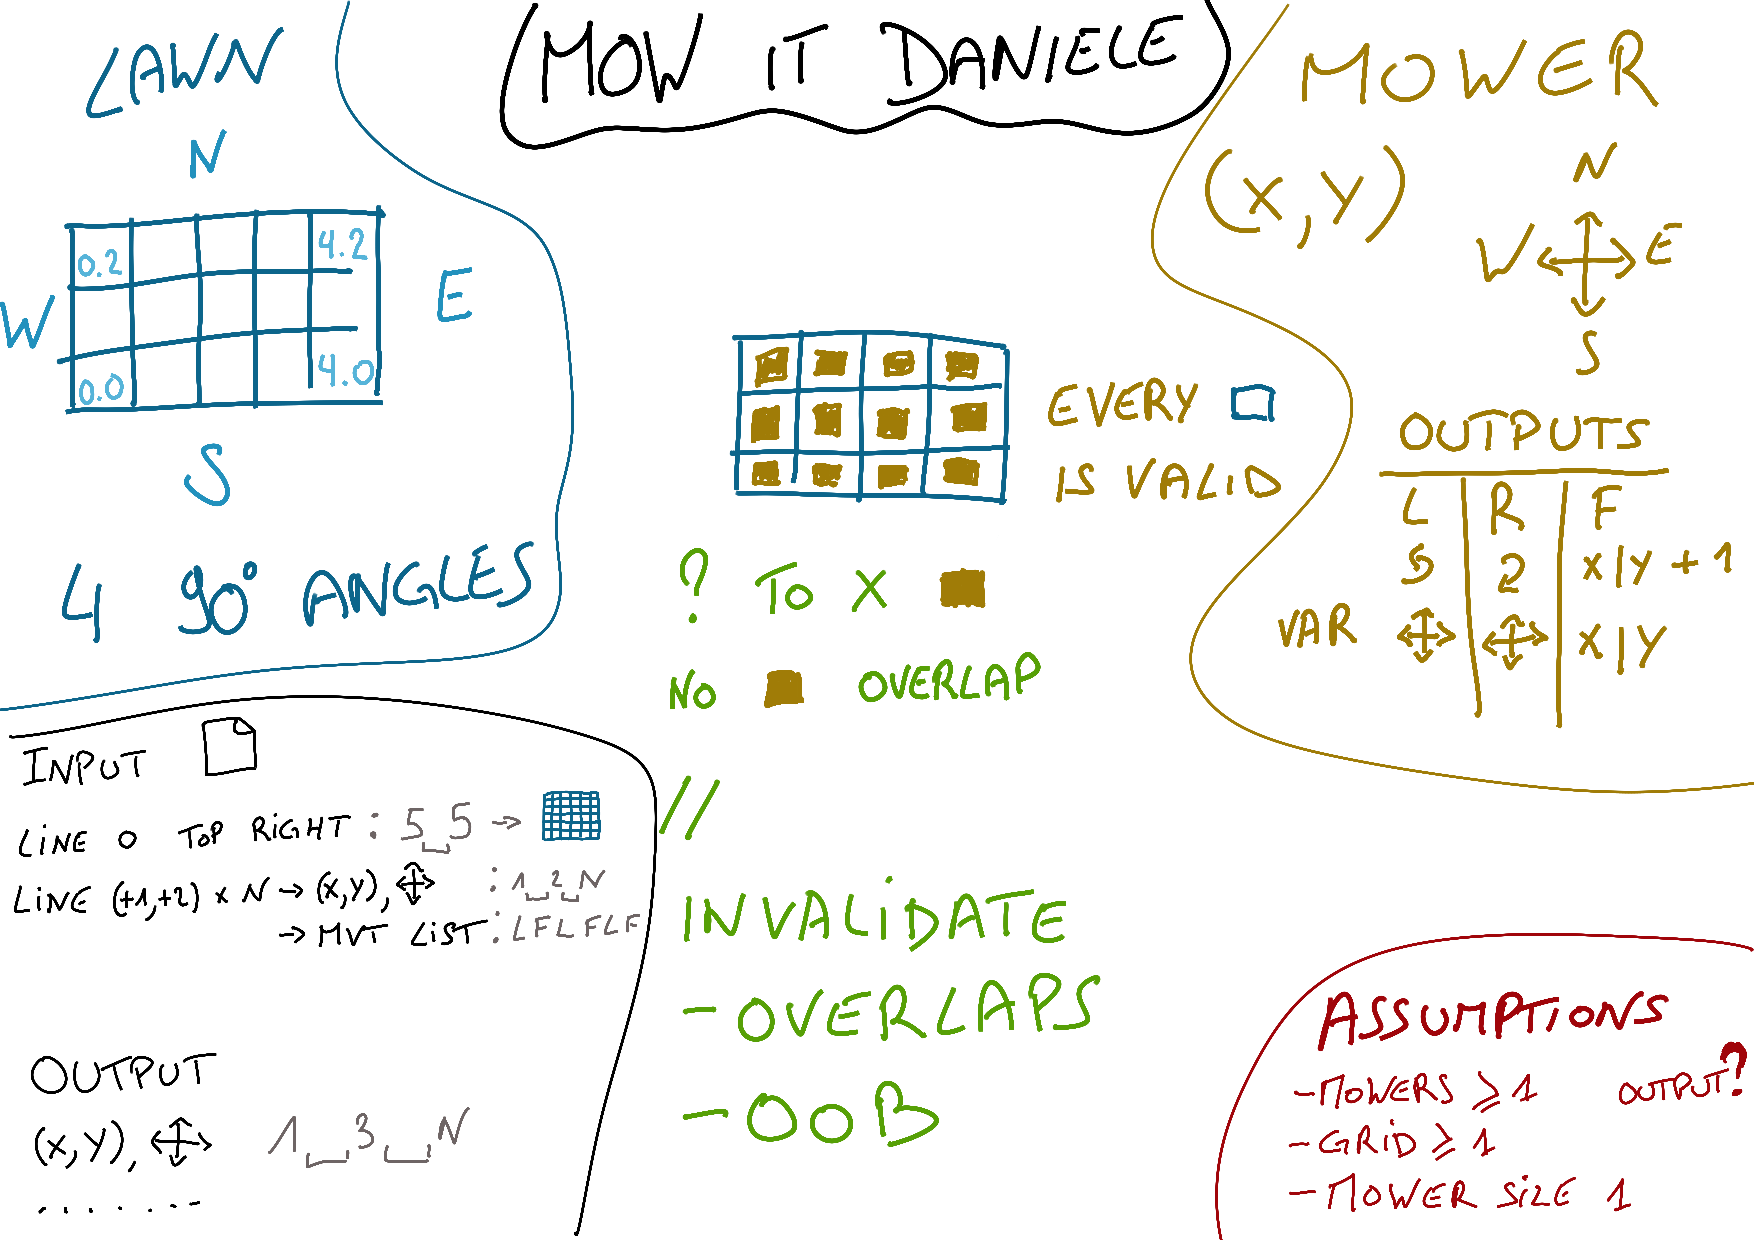 MOW IT DANIELE
LAWN
N
0.2 4.2
W E
0.0 4.0
S
4 90° ANGLES
MOWER
(X,Y)
N
W E
S
OUTPUTS
L R F
X|Y + 1
VAR X|Y
EVERY
IS VALID
? TO X
NO OVERLAP
//
INVALIDATE
- OVERLAPS
- OOB
INPUT
LINE 0 TOP RIGHT : 5 5 →
LINE (+1,+2) x N → (X,Y), : 1 2 N
→ MVT LIST : LFLFLF
OUTPUT
(X,Y), 1 3 N
.......
ASSUMPTIONS
- MOWERS ≥ 1 OUTPUT?
- GRID ≥ 1
- MOWER SIZE 1